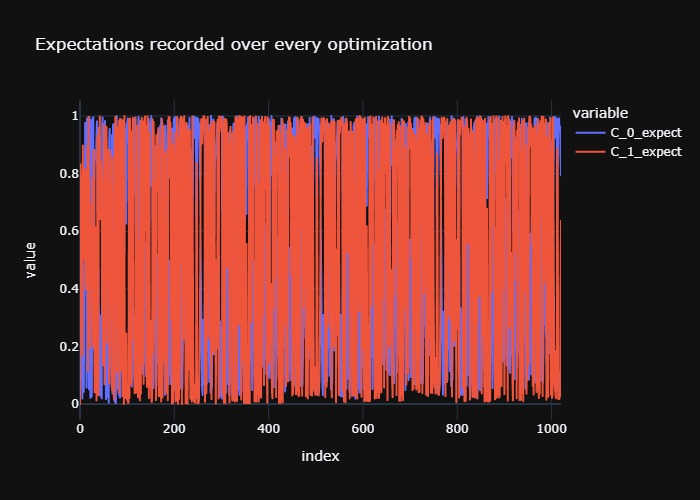 Expectations recorded over every optimization
variable
C_0_expect
C_1_expect
1
0.8
0.6
0.4
0.2
0
value
0 200 400 600 800 1000
index